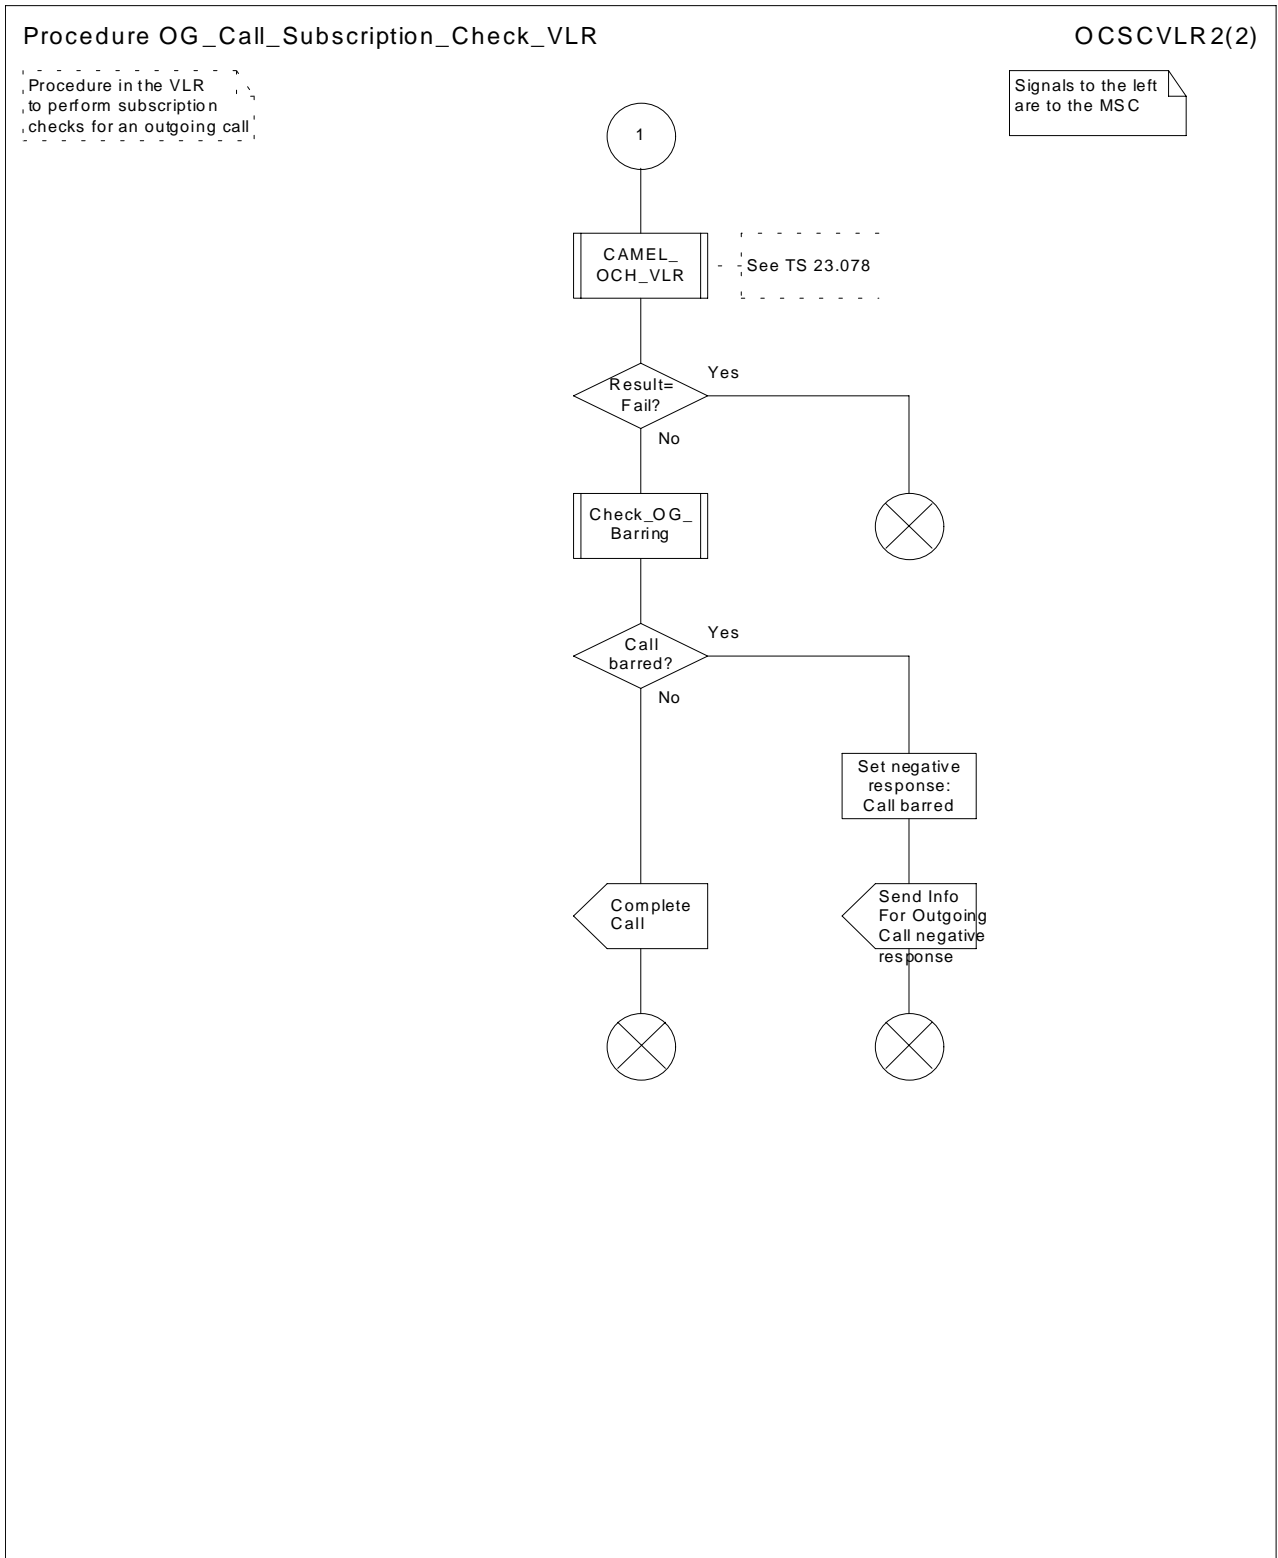 Procedure OG_Call_Subscription_Check_VLR
OCSCVLR2(2)
Procedure in the VLR
to perform subscription
checks for an outgoing call
Signals to the left
are to the MSC
1
CAMEL_
OCH_VLR
See TS 23.078
Result=
Fail?
Yes
No
Check_OG_
Barring
Call
barred?
Yes
No
Set negative
response:
Call barred
Complete
Call
Send Info
For Outgoing
Call negative
response